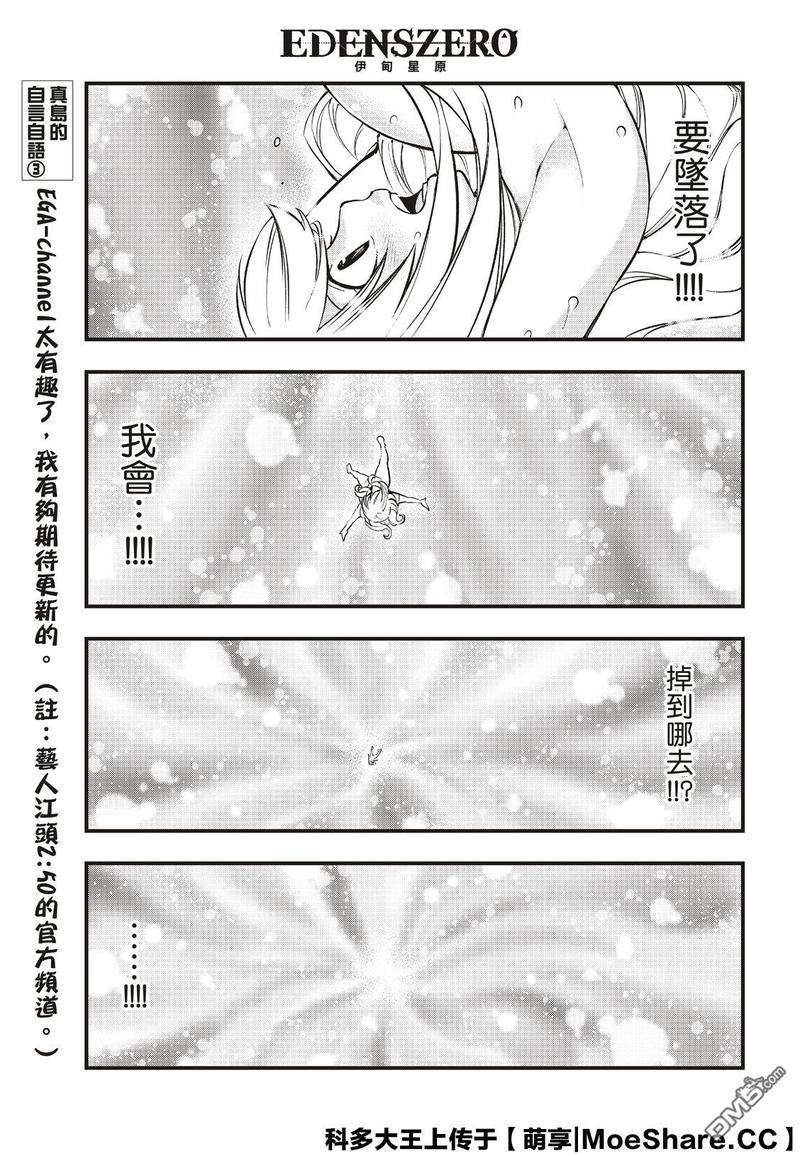 EDENSZERO
伊甸星原
真島的
自言自語③
EGA-channel太有趣了，我有夠期待更新的。（註：藝人江頭2:50的官方頻道。）
要墜落了!!!!
我會…!!!!
掉到哪去!!?
……!!!!
科多大王上传于【萌享|MoeShare.CC】
DM5.com